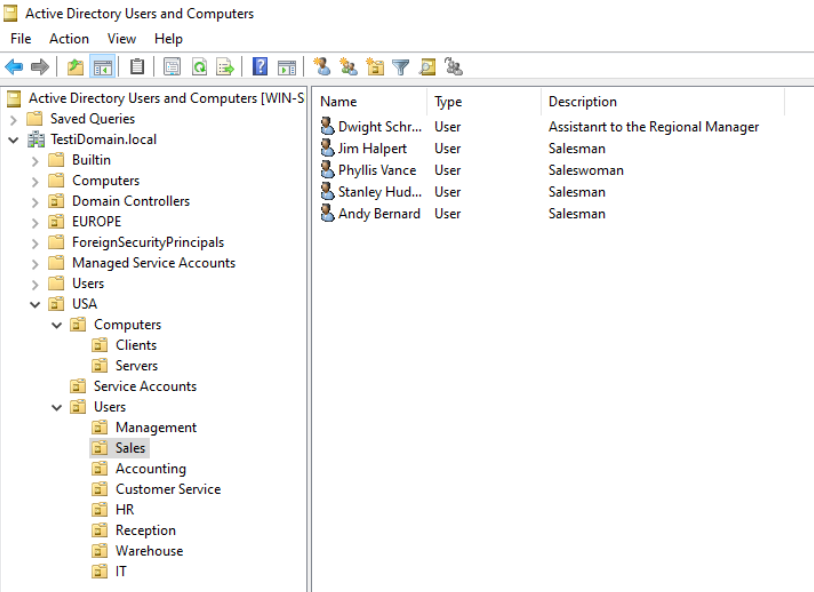 Active Directory Users and Computers
File Action View Help
Active Directory Users and Computers [WIN-S
Saved Queries
TestiDomain.local
Builtin
Computers
Domain Controllers
EUROPE
ForeignSecurityPrincipals
Managed Service Accounts
Users
USA
Computers
Clients
Servers
Service Accounts
Users
Management
Sales
Accounting
Customer Service
HR
Reception
Warehouse
IT
Name Type Description
Dwight Schr... User Assistanrt to the Regional Manager
Jim Halpert User Salesman
Phyllis Vance User Saleswoman
Stanley Hud... User Salesman
Andy Bernard User Salesman